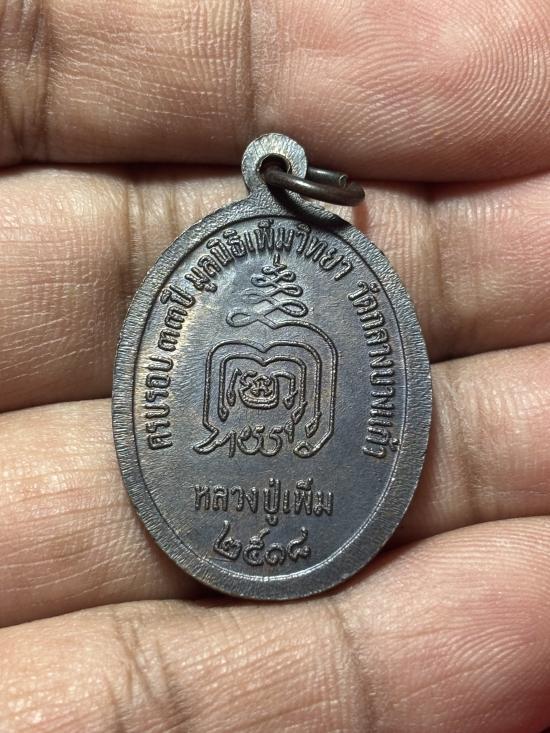 ครบรอบ ๓๓ ปี มูลนิธิเพิ่มวิทยา วัดกลางบางแก้ว
หลวงปู่เพิ่ม
๒๕๑๘